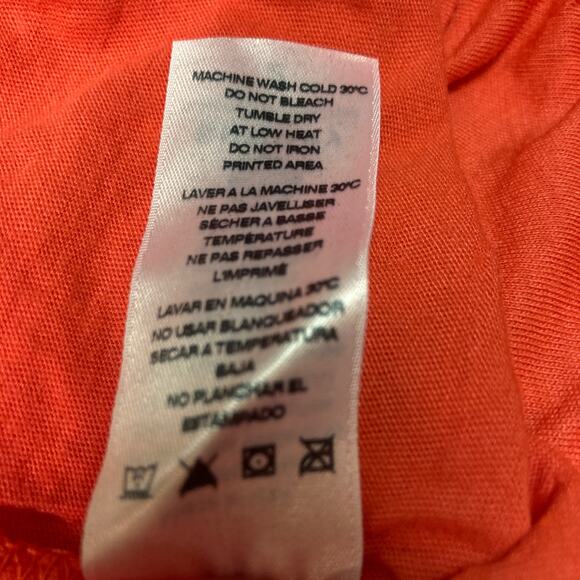 MACHINE WASH COLD 30°C
DO NOT BLEACH
TUMBLE DRY
AT LOW HEAT
DO NOT IRON
PRINTED AREA
LAVER A LA MACHINE 30°C
NE PAS JAVELLISER
SÉCHER A BASSE
TEMPÉRATURE
NE PAS REPASSER
L'IMPRIMÉ
LAVAR EN MAQUINA 30°C
NO USAR BLANQUEADOR
SECAR A TEMPERATURA
BAJA
NO PLANCHAR EL
ESTAMPADO